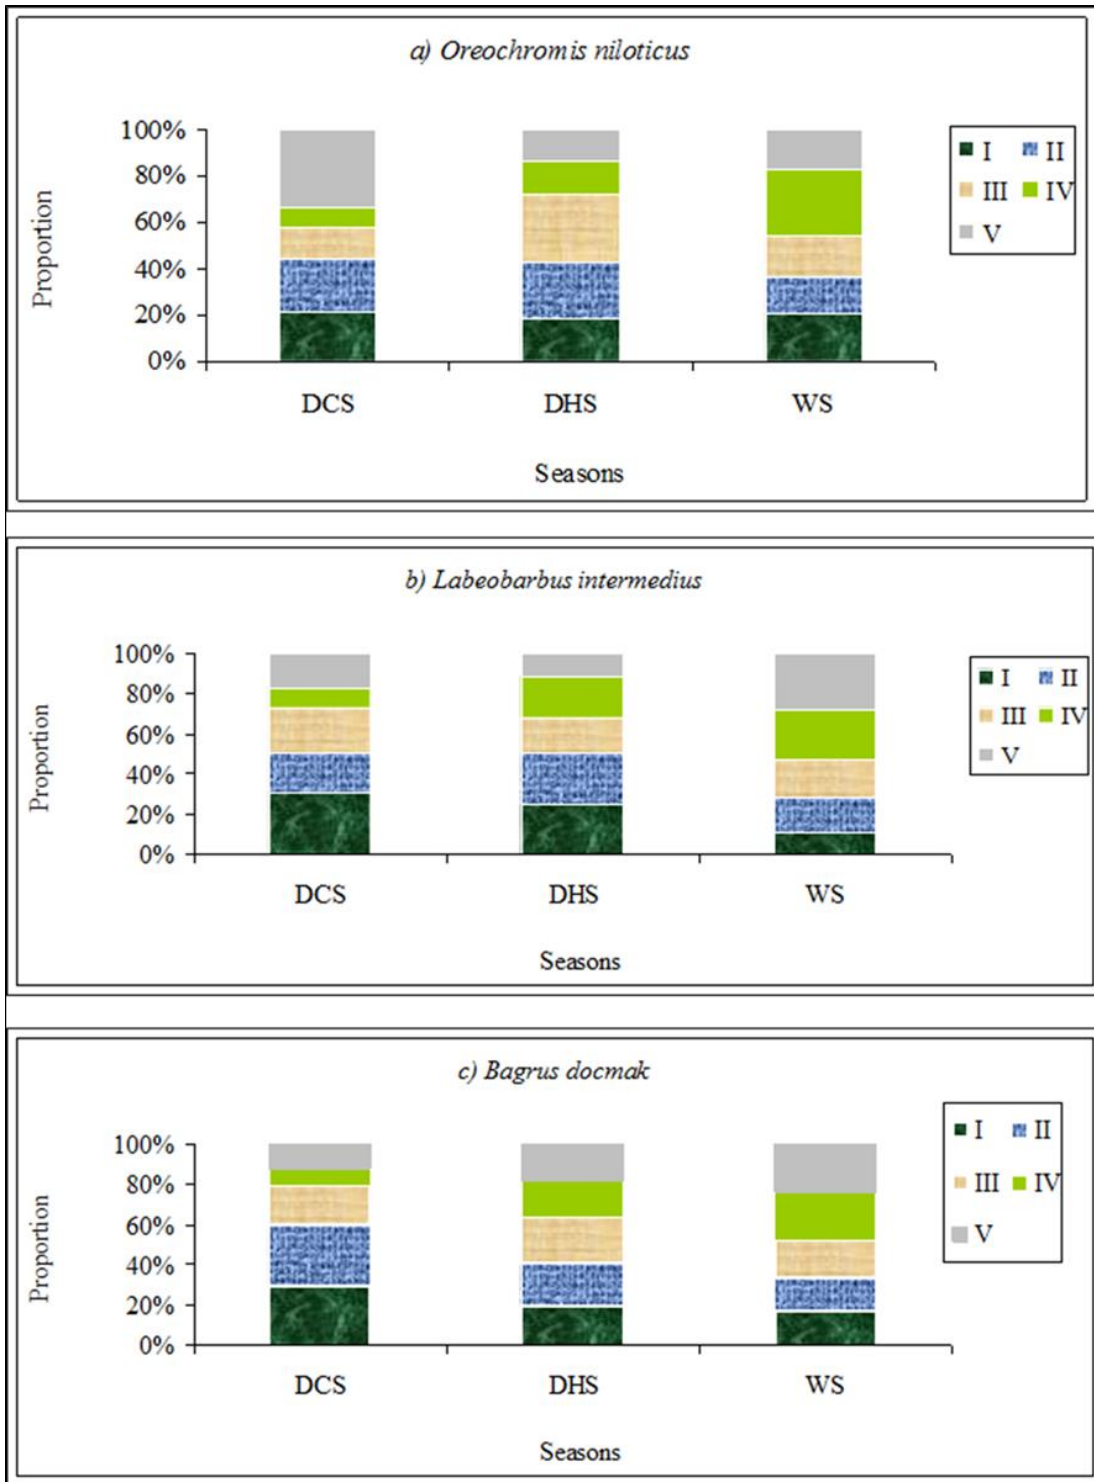 a) Oreochromis niloticus
100%
80%
60%
40%
20%
0%
Proportion
DCS DHS WS
Seasons
I II
III IV
V
b) Labeobarbus intermedius
100%
80%
60%
40%
20%
0%
Proportion
DCS DHS WS
Seasons
I II
III IV
V
c) Bagrus docmak
100%
80%
60%
40%
20%
0%
Proportion
DCS DHS WS
Seasons
I II
III IV
V